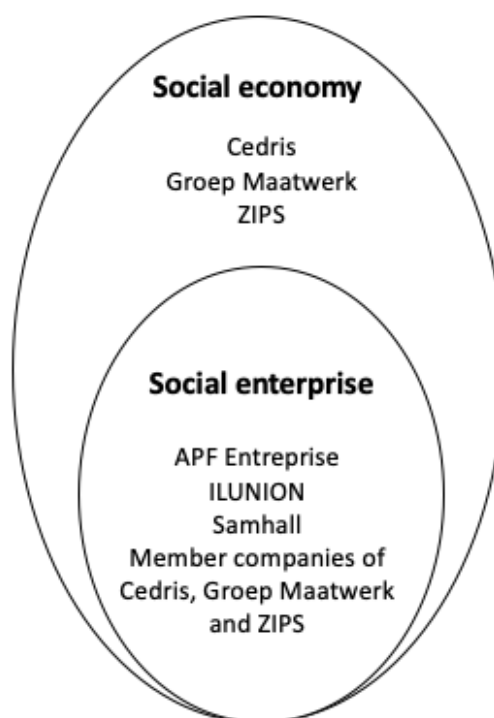 Social economy
Cedris
Groep Maatwerk
ZIPS
Social enterprise
APF Entreprise
ILUNION
Samhall
Member companies of
Cedris, Groep Maatwerk
and ZIPS